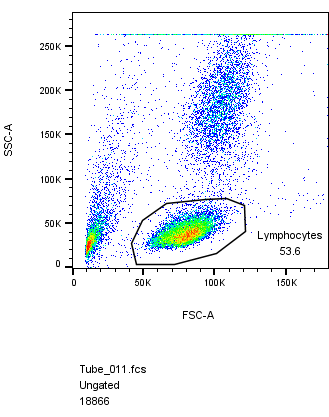 250K
200K
150K
100K
50K
0
SSC-A
Lymphocytes
53.6
0 50K 100K 150K
FSC-A
Tube_011.fcs
Ungated
18866